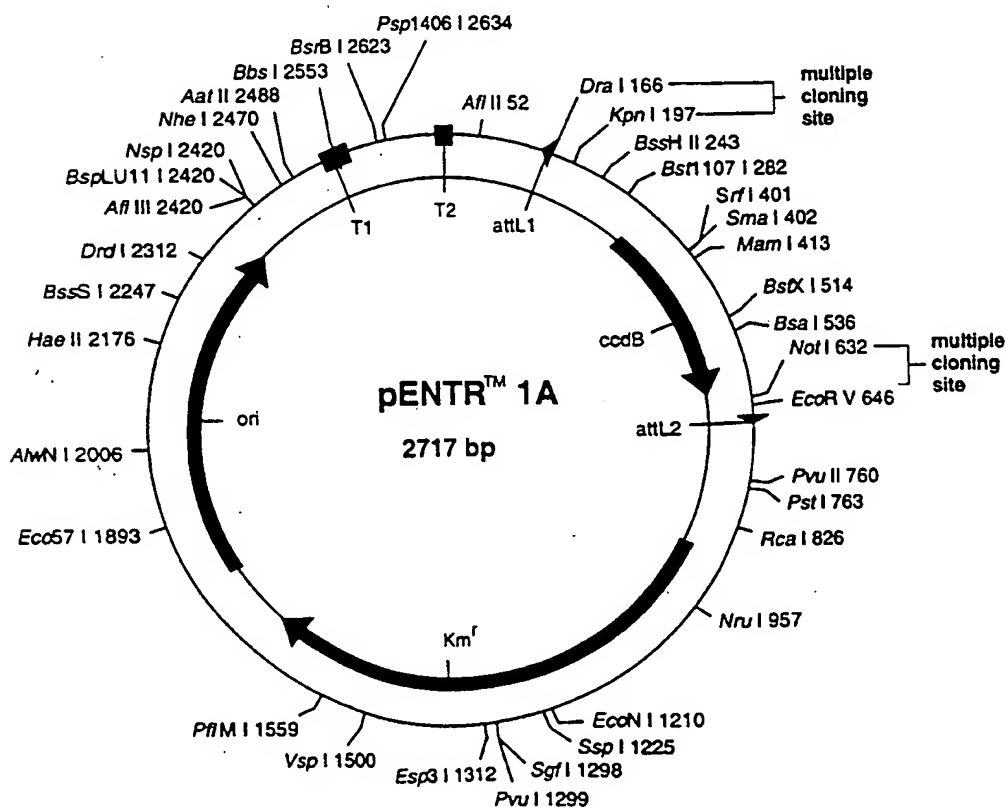 Psp1406 I 2634
BsrB I 2623
Bbs I 2553
Aat II 2488
Nhe I 2470
Nsp I 2420
BspLU11 I 2420
Afl III 2420
Drd I 2312
BssS I 2247
Hae II 2176
AlwN I 2006
Eco57 I 1893
Afl II 52
Dra I 166
Kpn I 197
multiple
cloning
site
BssH II 243
Bst1107 I 282
Srf I 401
Sma I 402
Mam I 413
BstX I 514
Bsa I 536
Not I 632
EcoR V 646
multiple
cloning
site
Pvu II 760
Pst I 763
Rca I 826
Nru I 957
EcoN I 1210
Ssp I 1225
Sgf I 1298
Pvu I 1299
Esp3 I 1312
Vsp I 1500
PflM I 1559
T1
T2
attL1
ccdB
attL2
ori
Kmr
pENTR™ 1A
2717 bp